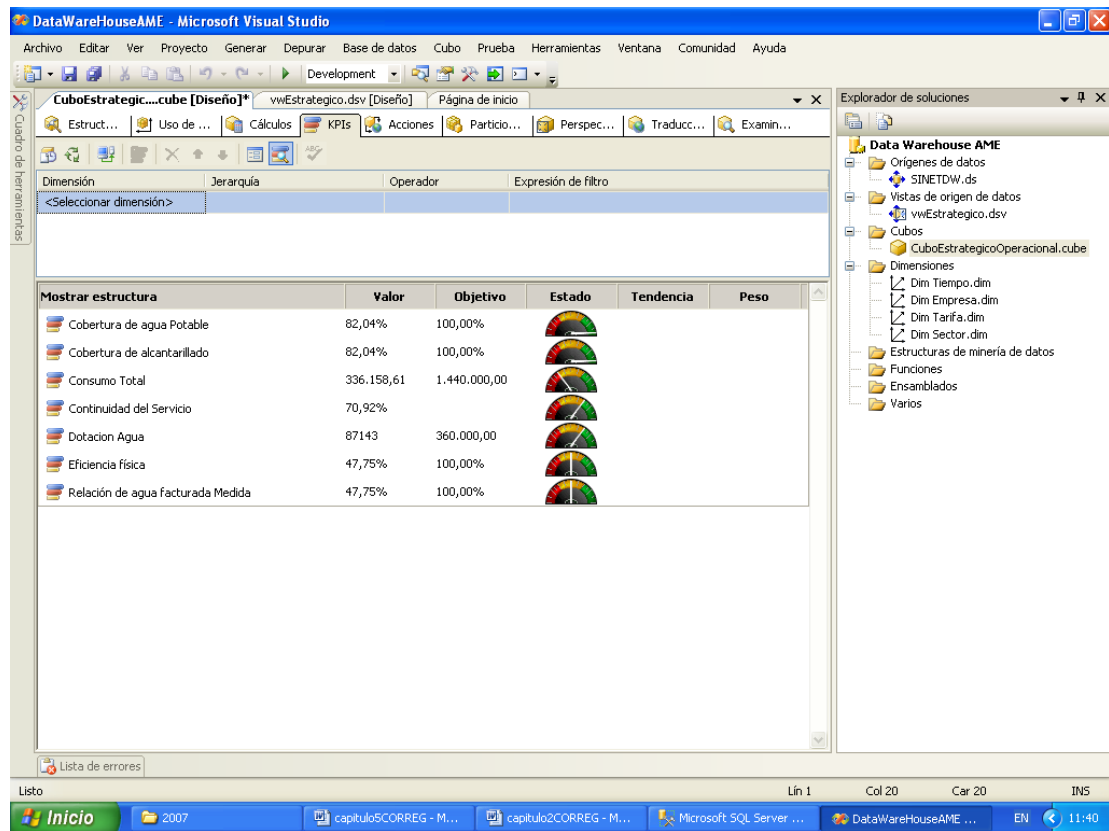 DataWareHouseAME - Microsoft Visual Studio
Archivo Editar Ver Proyecto Generar Depurar Base de datos Cubo Prueba Herramientas Ventana Comunidad Ayuda
Development
CuboEstrategic....cube [Diseño]* vwEstrategico.dsv [Diseño] Página de inicio
Estruct... Uso de ... Cálculos KPIs Acciones Particio... Perspec... Traducc... Examin...
Cuadro de herramientas
Dimensión Jerarquía Operador Expresión de filtro
<Seleccionar dimensión>
Mostrar estructura Valor Objetivo Estado Tendencia Peso
Cobertura de agua Potable 82,04% 100,00%
Cobertura de alcantarillado 82,04% 100,00%
Consumo Total 336.158,61 1.440.000,00
Continuidad del Servicio 70,92%
Dotacion Agua 87143 360.000,00
Eficiencia física 47,75% 100,00%
Relación de agua facturada Medida 47,75% 100,00%
Explorador de soluciones
Data Warehouse AME
Orígenes de datos
SINETDW.ds
Vistas de origen de datos
vwEstrategico.dsv
Cubos
CuboEstrategicoOperacional.cube
Dimensiones
Dim Tiempo.dim
Dim Empresa.dim
Dim Tarifa.dim
Dim Sector.dim
Estructuras de minería de datos
Funciones
Ensamblados
Varios
Lista de errores
Listo Lín 1 Col 20 Car 20 INS
Inicio 2007 capitulo5CORREG - M... capitulo2CORREG - M... Microsoft SQL Server ... DataWareHouseAME ... EN 11:40